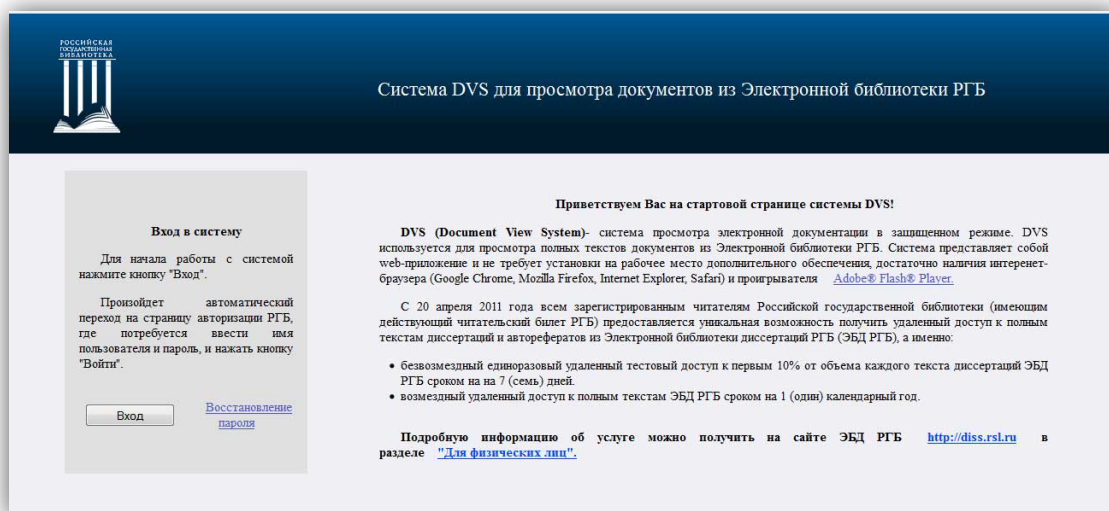 РОССИЙСКАЯ
ГОСУДАРСТВЕННАЯ
БИБЛИОТЕКА
Система DVS для просмотра документов из Электронной библиотеки РГБ
Вход в систему
Для начала работы с системой
нажмите кнопку "Вход".
Произойдет автоматический
переход на страницу авторизации РГБ,
где потребуется ввести имя
пользователя и пароль, и нажать кнопку
"Войти".
Вход
Восстановление
пароля
Приветствуем Вас на стартовой странице системы DVS!
DVS (Document View System)- система просмотра электронной документации в защищенном режиме. DVS
используется для просмотра полных текстов документов из Электронной библиотеки РГБ. Система представляет собой
web-приложение и не требует установки на рабочее место дополнительного обеспечения, достаточно наличия интеренет-
браузера (Google Chrome, Mozilla Firefox, Internet Explorer, Safari) и проигрывателя Adobe® Flash® Player.
С 20 апреля 2011 года всем зарегистрированным читателям Российской государственной библиотеки (имеющим
действующий читательский билет РГБ) предоставляется уникальная возможность получить удаленный доступ к полным
текстам диссертаций и авторефератов из Электронной библиотеки диссертаций РГБ (ЭБД РГБ), а именно:
• безвозмездный единоразовый удаленный тестовый доступ к первым 10% от объема каждого текста диссертаций ЭБД
РГБ сроком на на 7 (семь) дней.
• возмездный удаленный доступ к полным текстам ЭБД РГБ сроком на 1 (один) календарный год.
Подробную информацию об услуге можно получить на сайте ЭБД РГБ http://diss.rsl.ru в
разделе "Для физических лиц".